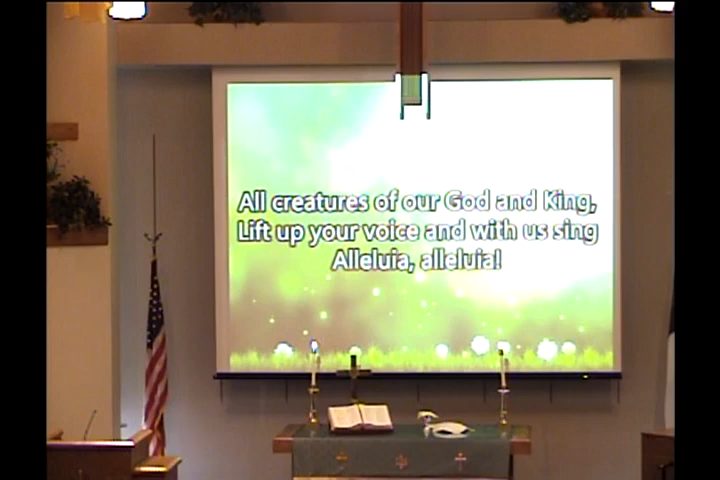 All creatures of our God and King,
Lift up your voice and with us sing
Alleluia, alleluia!